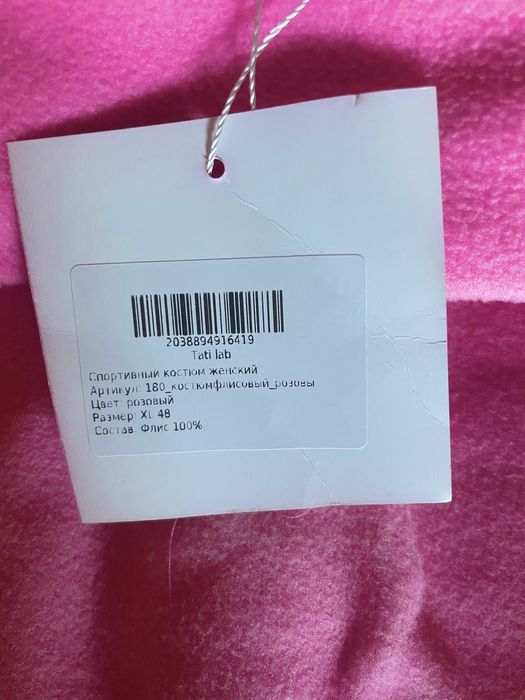 2038894916419
Tati lab
Спортивный костюм женский
Артикул: 180_костюмфлисовый_розовы
Цвет: розовый
Размер: XL 48
Состав: Флис 100%